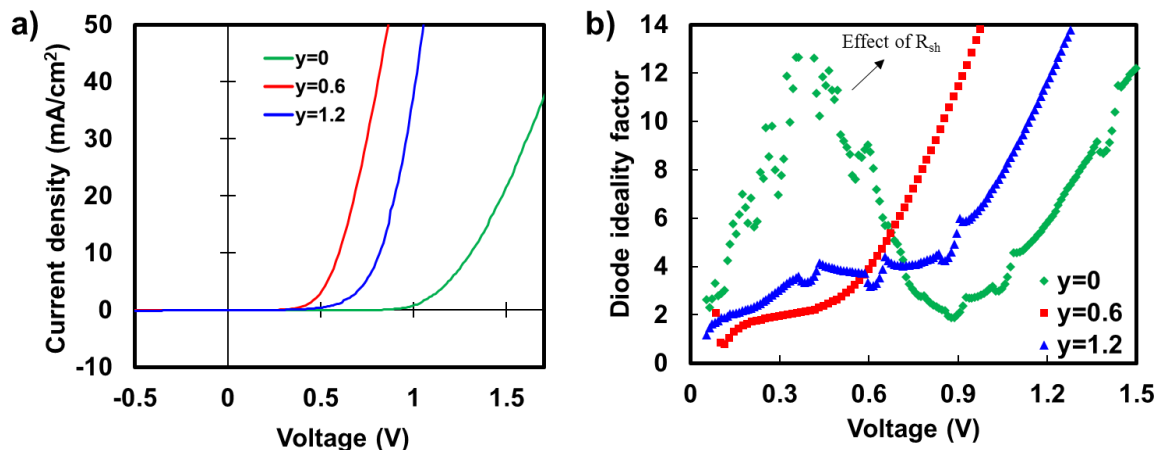 a)
Current density (mA/cm²)
50
40
30
20
10
0
-10
y=0
y=0.6
y=1.2
-0.5
0
0.5
1
1.5
Voltage (V)
b)
Diode ideality factor
14
12
10
8
6
4
2
0
Effect of Rsh
y=0
y=0.6
y=1.2
0
0.3
0.6
0.9
1.2
1.5
Voltage (V)